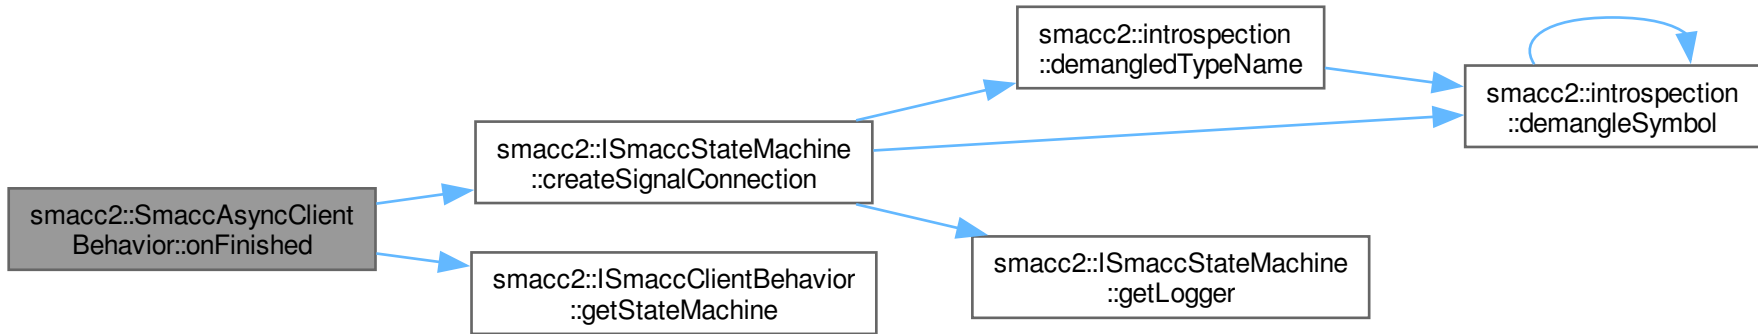 smacc2::SmaccAsyncClient
Behavior::onFinished
smacc2::ISmaccStateMachine
::createSignalConnection
smacc2::ISmaccClientBehavior
::getStateMachine
smacc2::introspection
::demangledTypeName
smacc2::ISmaccStateMachine
::getLogger
smacc2::introspection
::demangleSymbol